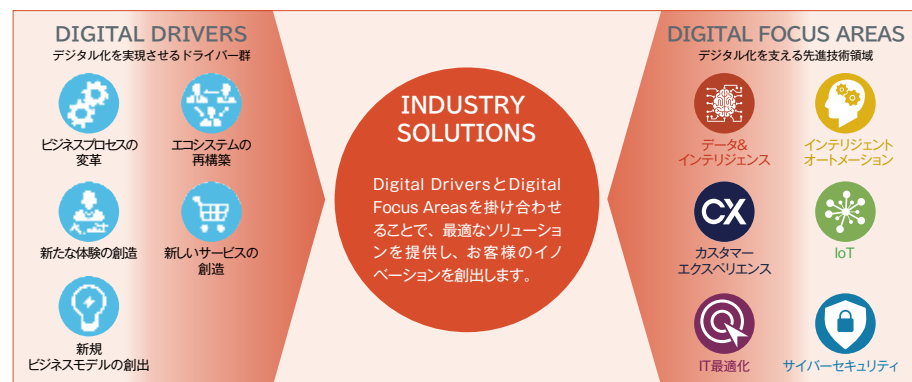 DIGITAL DRIVERS
デジタル化を実現させるドライバー群
ビジネスプロセスの
変革
エコシステムの
再構築
新たな体験の創造
新しいサービスの
創造
新規
ビジネスモデルの創出
INDUSTRY
SOLUTIONS
Digital DriversとDigital
Focus Areasを掛け合わせ
ることで、最適なソリューショ
ンを提供し、お客様のイノ
ベーションを創出します。
DIGITAL FOCUS AREAS
デジタル化を支える先進技術領域
データ&
インテリジェンス
インテリジェント
オートメーション
CX
カスタマー
エクスペリエンス
IoT
IT最適化
サイバーセキュリティ